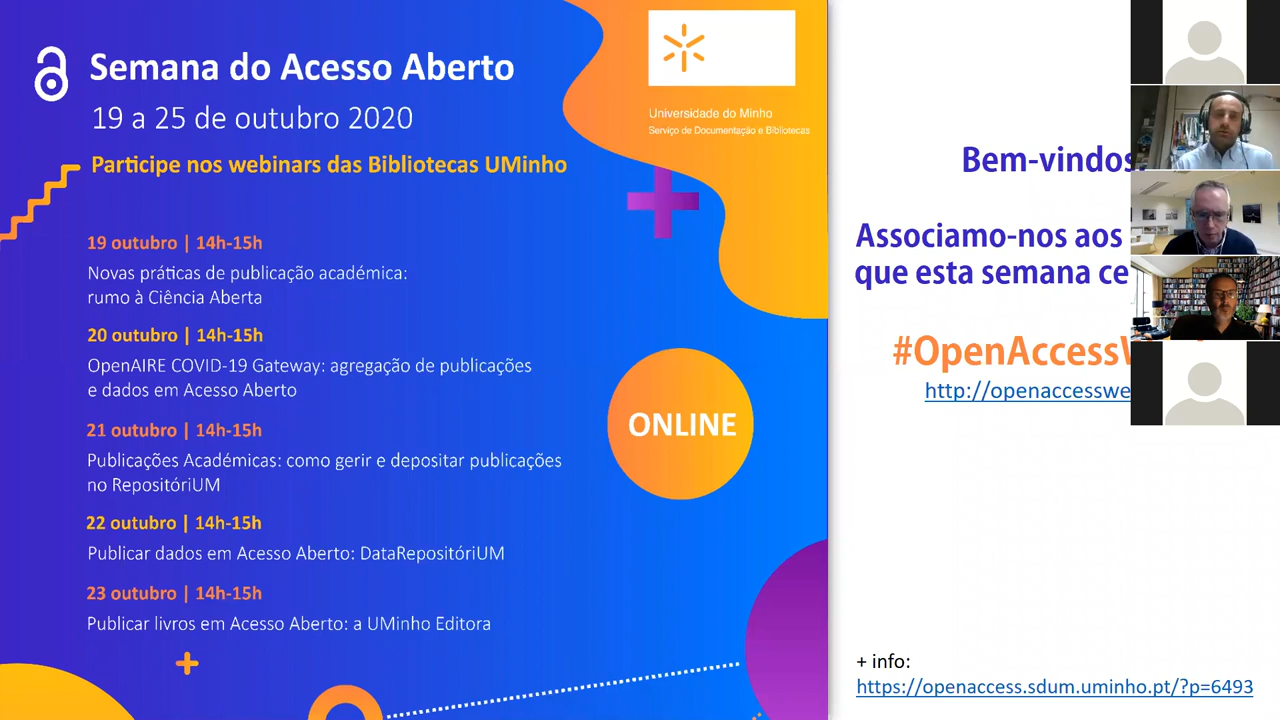 Semana do Acesso Aberto
19 a 25 de outubro 2020
Participe nos webinars das Bibliotecas UMinho
19 outubro | 14h-15h
Novas práticas de publicação académica:
rumo à Ciência Aberta
20 outubro | 14h-15h
OpenAIRE COVID-19 Gateway: agregação de publicações
e dados em Acesso Aberto
21 outubro | 14h-15h
Publicações Académicas: como gerir e depositar publicações
no RepositóriUM
22 outubro | 14h-15h
Publicar dados em Acesso Aberto: DataRepositóriUM
23 outubro | 14h-15h
Publicar livros em Acesso Aberto: a UMinho Editora
Universidade do Minho
Serviço de Documentação e Bibliotecas
ONLINE
Bem-vindos
Associamo-nos aos
que esta semana ce
#OpenAccess
http://openaccesswe
+ info:
https://openaccess.sdum.uminho.pt/?p=6493